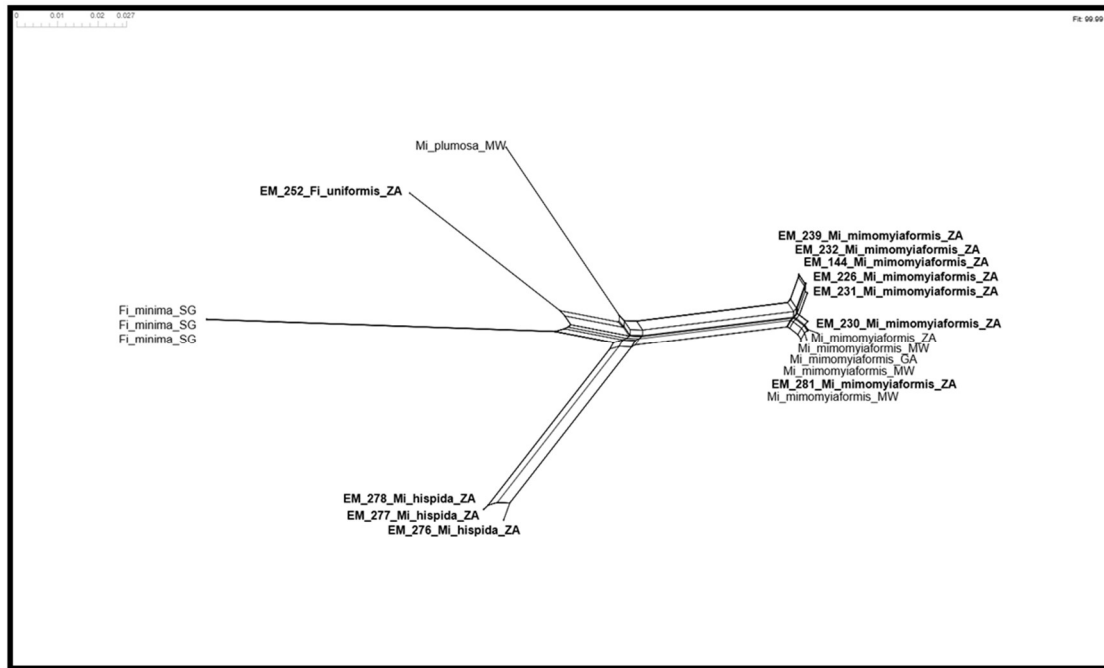 0 0.01 0.02 0.027
Fit: 99.99
Mi_plumosa_MW
EM_252_Fi_uniformis_ZA
EM_239_Mi_mimomyiaformis_ZA
EM_232_Mi_mimomyiaformis_ZA
EM_144_Mi_mimomyiaformis_ZA
EM_226_Mi_mimomyiaformis_ZA
EM_231_Mi_mimomyiaformis_ZA
Fi_minima_SG
Fi_minima_SG
Fi_minima_SG
EM_230_Mi_mimomyiaformis_ZA
Mi_mimomyiaformis_ZA
Mi_mimomyiaformis_MW
Mi_mimomyiaformis_GA
Mi_mimomyiaformis_MW
EM_281_Mi_mimomyiaformis_ZA
Mi_mimomyiaformis_MW
EM_278_Mi_hispida_ZA
EM_277_Mi_hispida_ZA
EM_276_Mi_hispida_ZA